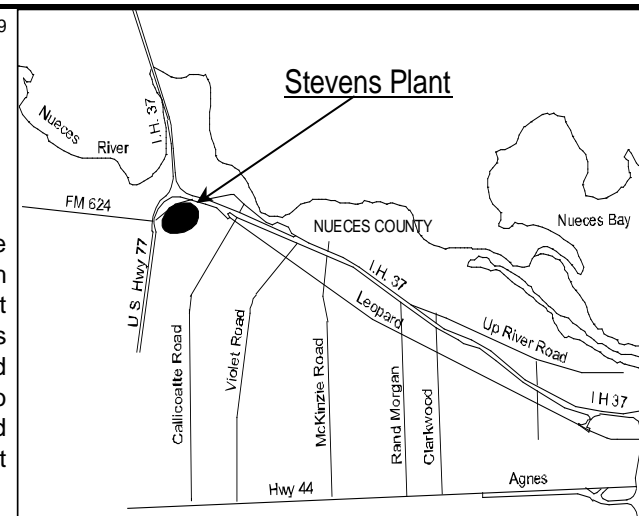 9
Stevens Plant
I.H. 37
Nueces
River
FM 624
NUECES COUNTY
Nueces Bay
U S Hwy 77
I.H. 37
Leopard
Up River Road
Callicoatte Road
Violet Road
McKinzie Road
Rand Morgan
Clarkwood
I H 37
Agnes
Hwy 44
e
n
t
s
d
o
d
t